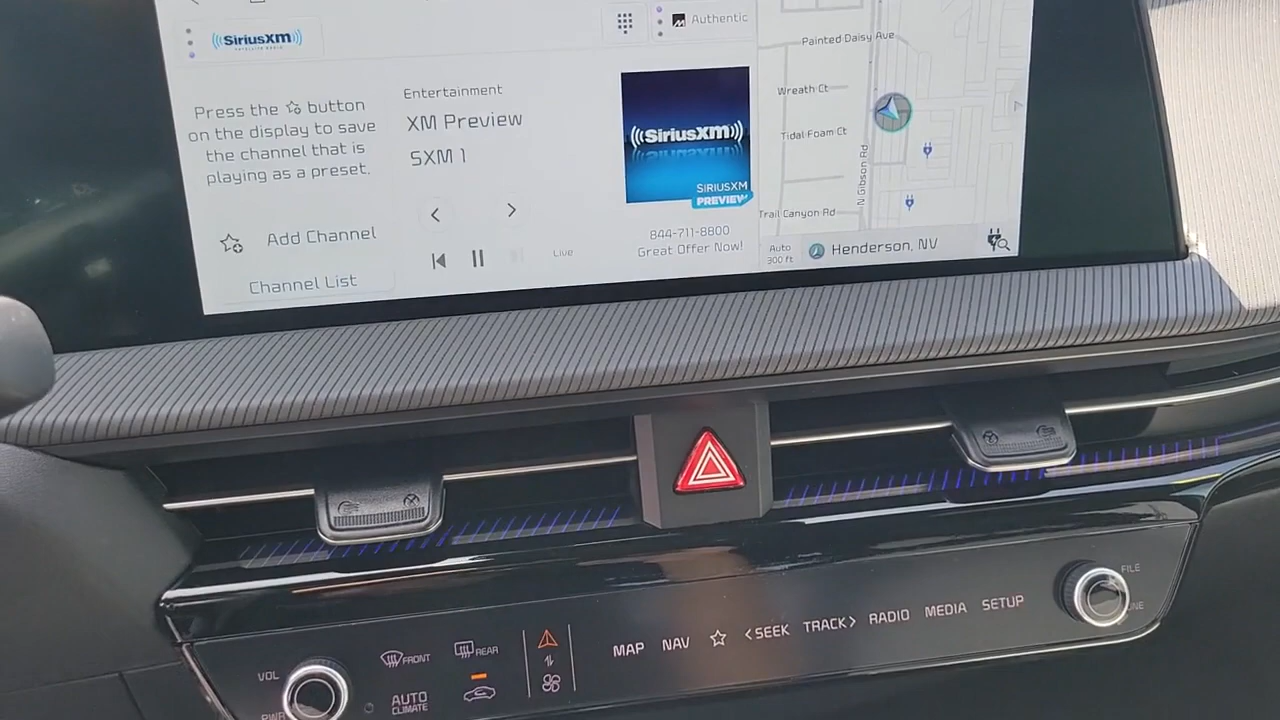 SiriusXM
SATELLITE RADIO
Authentic
Press the button
on the display to save
the channel that is
playing as a preset.
Add Channel
Channel List
Entertainment
XM Preview
SXM 1
Live
SiriusXM
SIRIUSXM
PREVIEW
844-711-8800
Great Offer Now!
Painted Daisy Ave
Wreath Ct
Tidal Foam Ct
N Gibson Rd
Trail Canyon Rd
Auto
300 ft
Henderson, NV
VOL
PWR
FRONT
REAR
AUTO
CLIMATE
MAP
NAV
< SEEK
TRACK >
RADIO
MEDIA
SETUP
FILE